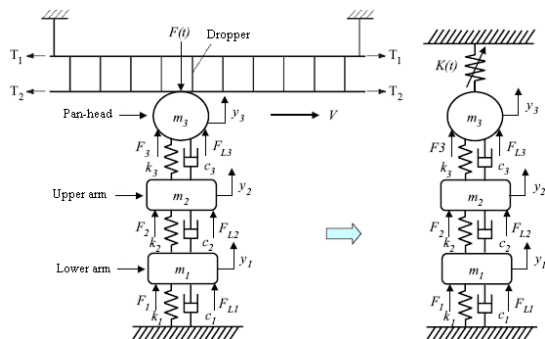 F(t)
Dropper
T1
T1
T2
T2
K(t)
Pan-head
m3
y3
V
m3
y3
F3
FL3
F3
FL3
k3
c3
k3
c3
Upper arm
m2
y2
m2
y2
F2
FL2
F2
FL2
k2
c2
k2
c2
Lower arm
m1
y1
m1
y1
F1
FL1
F1
FL1
k1
c1
k1
c1